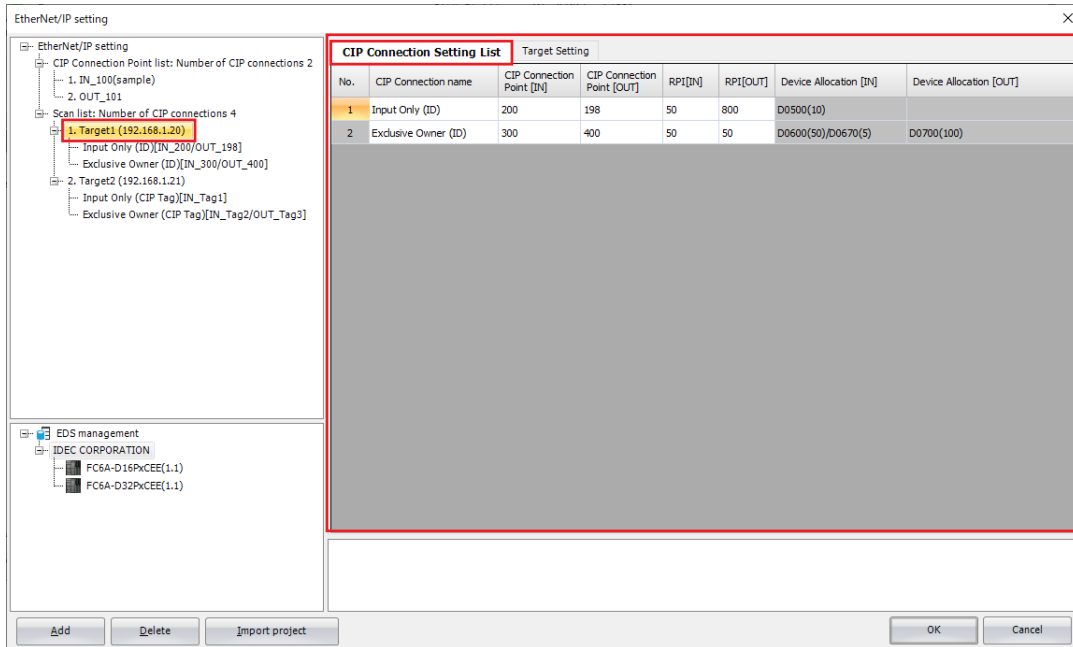 EtherNet/IP setting
EtherNet/IP setting
CIP Connection Point list: Number of CIP connections 2
1. IN_100(sample)
2. OUT_101
Scan list: Number of CIP connections 4
1. Target1 (192.168.1.20)
Input Only (ID)[IN_200/OUT_198]
Exclusive Owner (ID)[IN_300/OUT_400]
2. Target2 (192.168.1.21)
Input Only (CIP Tag)[IN_Tag1]
Exclusive Owner (CIP Tag)[IN_Tag2/OUT_Tag3]
EDS management
IDEC CORPORATION
FC6A-D16PxCEE(1.1)
FC6A-D32PxCEE(1.1)
CIP Connection Setting List Target Setting
No. CIP Connection name CIP Connection Point [IN] CIP Connection Point [OUT] RPI[IN] RPI[OUT] Device Allocation [IN] Device Allocation [OUT]
1 Input Only (ID) 200 198 50 800 D0500(10)
2 Exclusive Owner (ID) 300 400 50 50 D0600(50)/D0670(5) D0700(100)
Add Delete Import project OK Cancel